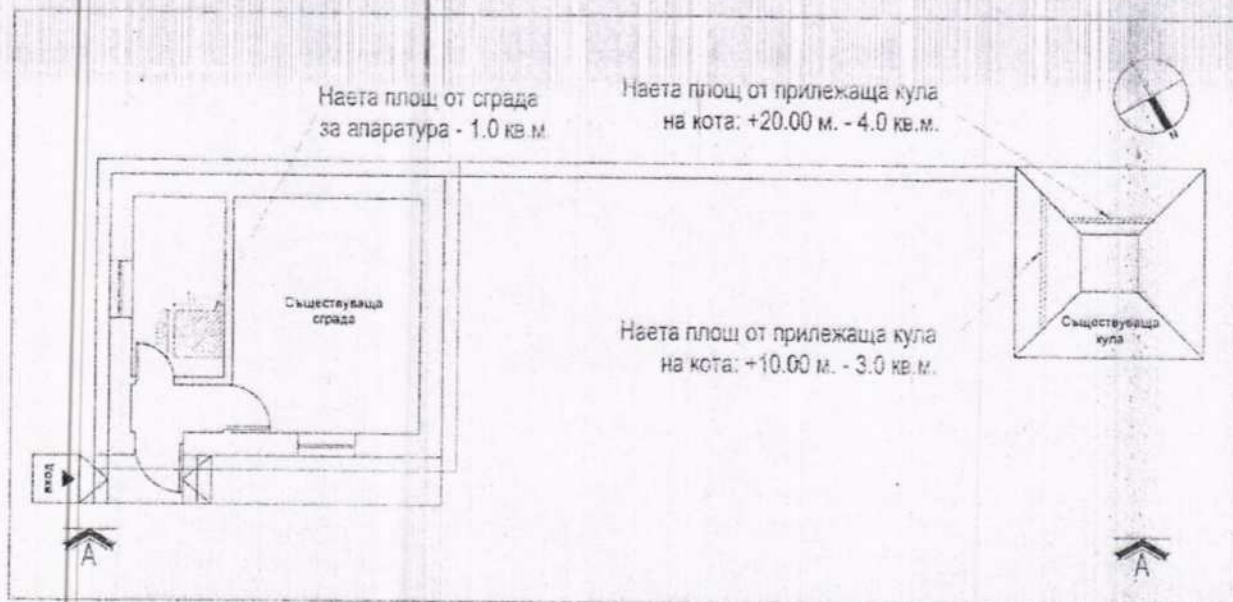 Наета площ от сграда
за апаратура - 1.0 кв.м.
Наета площ от прилежаща кула
на кота: +20.00 м. - 4.0 кв.м.
N
Съществуваща
сграда
Наета площ от прилежаща кула
на кота: +10.00 м. - 3.0 кв.м.
Съществуваща
кула
вход
A
A